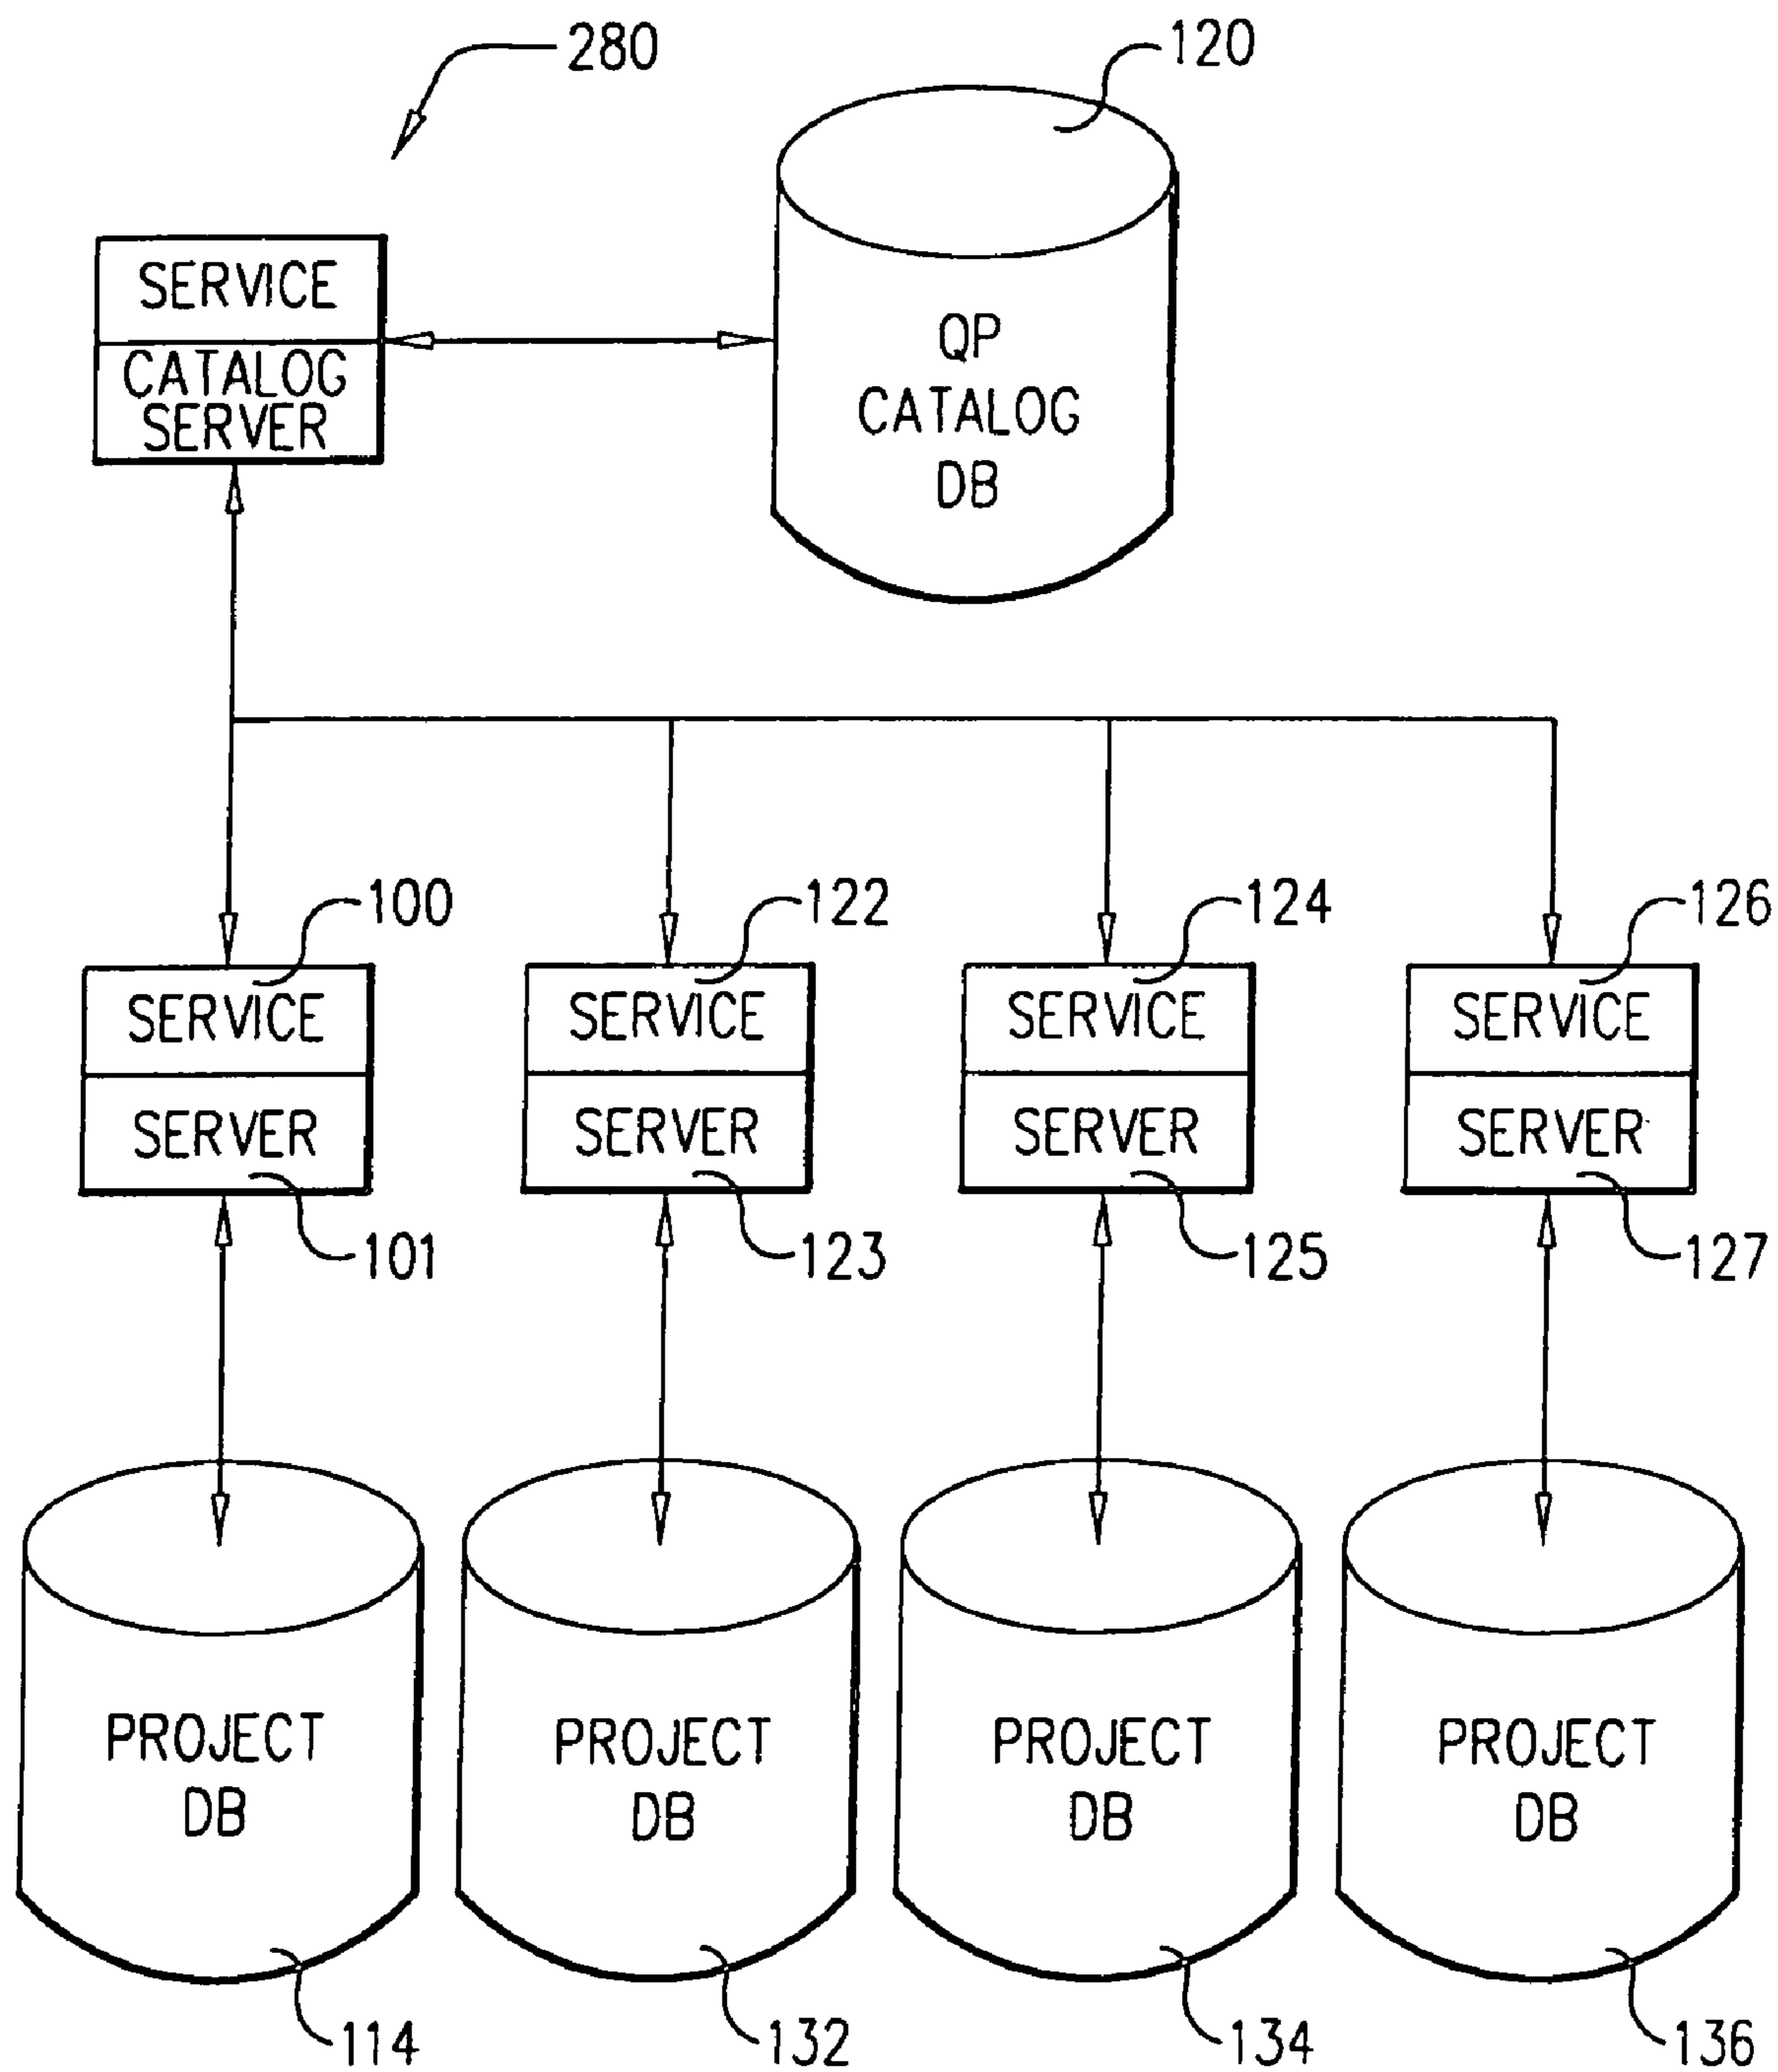 280
120
SERVICE
CATALOG
SERVER
QP
CATALOG
DB
100
122
124
126
SERVICE
SERVICE
SERVICE
SERVICE
SERVER
SERVER
SERVER
SERVER
101
123
125
127
PROJECT
DB
PROJECT
DB
PROJECT
DB
PROJECT
DB
114
132
134
136